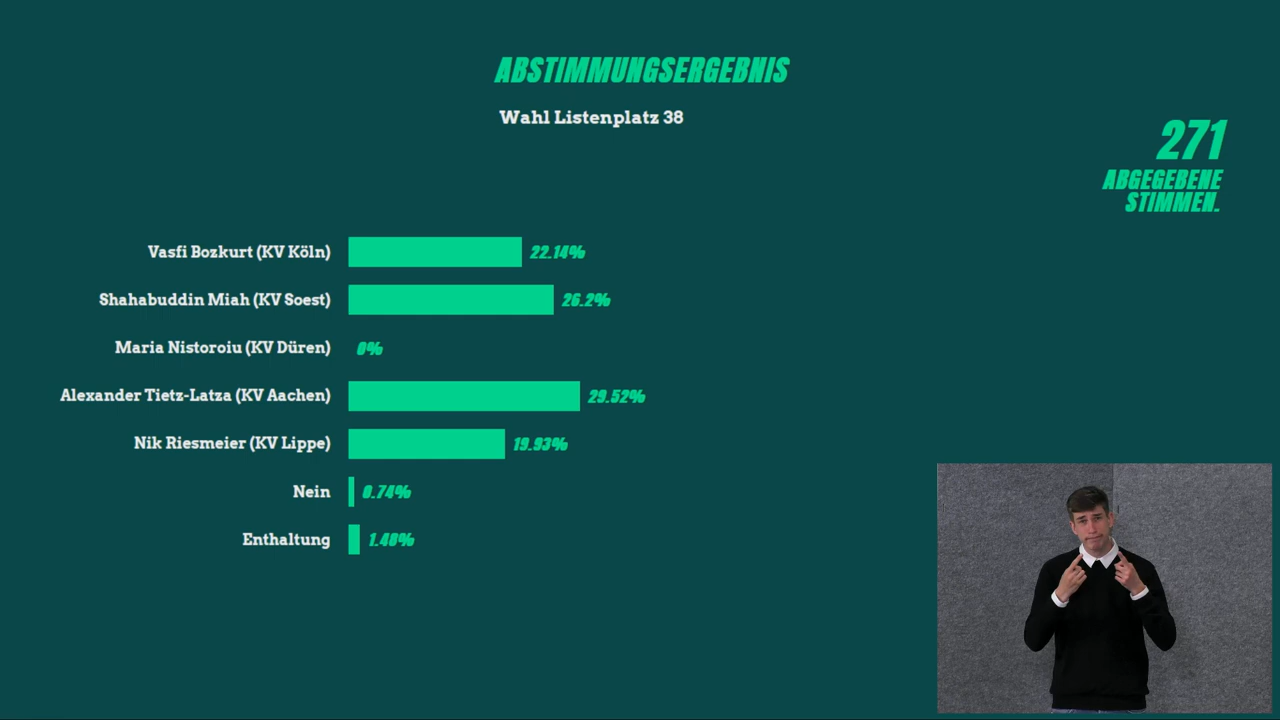 ABSTIMMUNGSERGEBNIS
Wahl Listenplatz 38
271
ABGEGEBENE
STIMMEN.
Vasfi Bozkurt (KV Köln) 22.14%
Shahabuddin Miah (KV Soest) 26.2%
Maria Nistoroiu (KV Düren) 0%
Alexander Tietz-Latza (KV Aachen) 29.52%
Nik Riesmeier (KV Lippe) 19.93%
Nein 0.74%
Enthaltung 1.48%